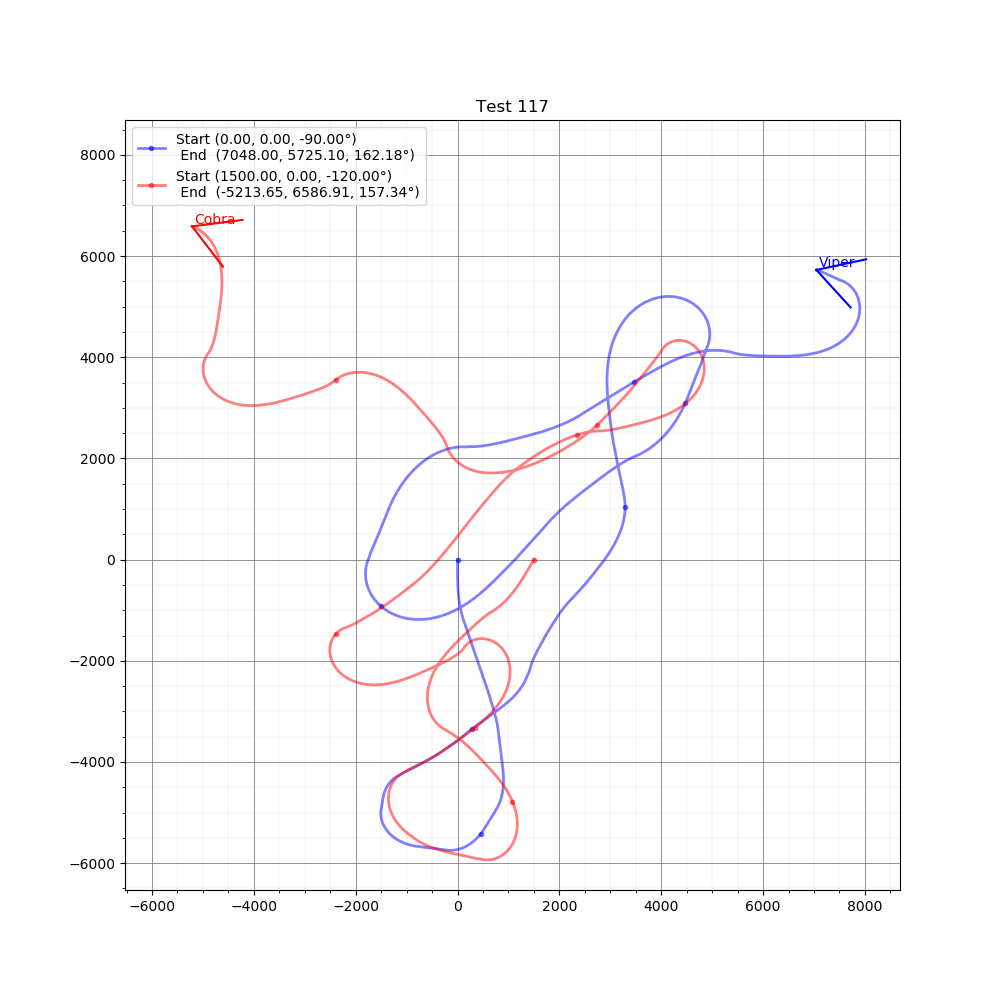 Test 117
Start (0.00, 0.00, -90.00°)
End  (7048.00, 5725.10, 162.18°)
Start (1500.00, 0.00, -120.00°)
End  (-5213.65, 6586.91, 157.34°)
8000
Cobra
6000
Viper
4000
2000
0
−2000
−4000
−6000
−6000 −4000 −2000 0 2000 4000 6000 8000